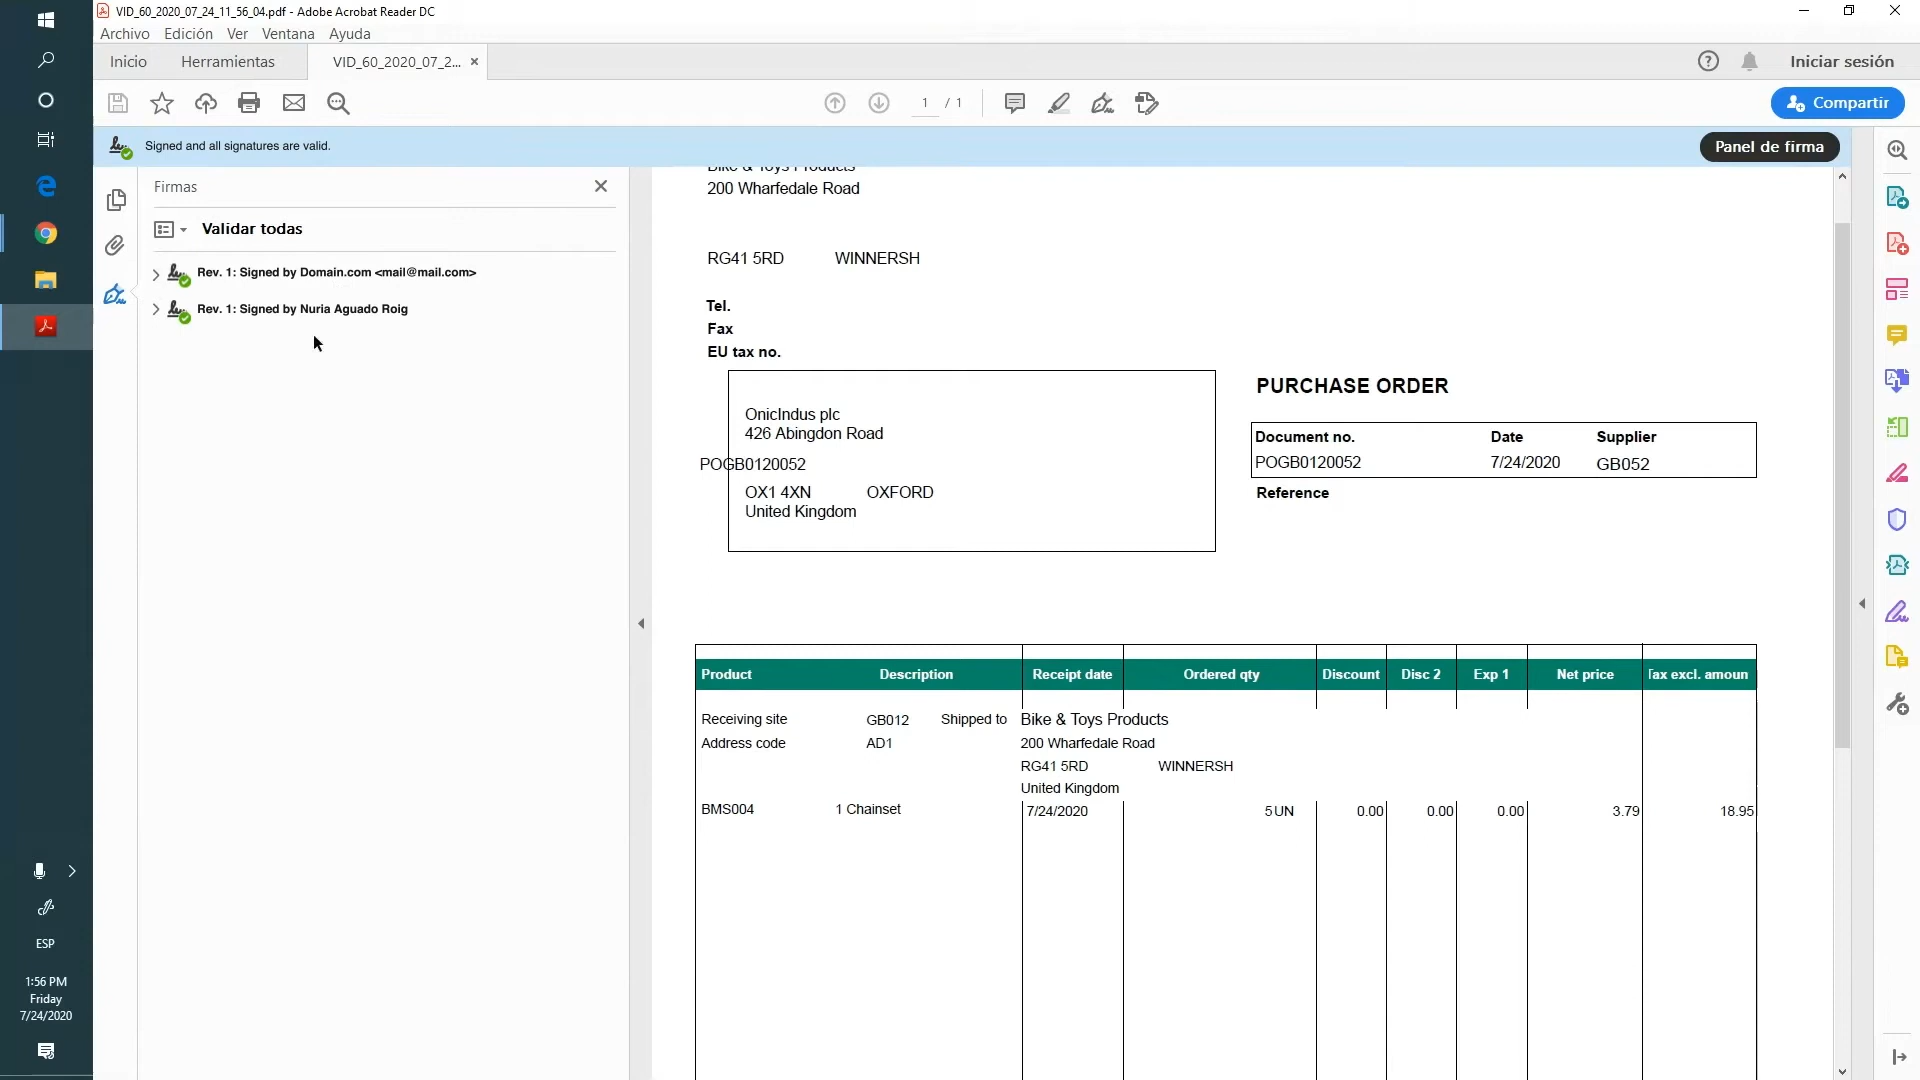 VID_60_2020_07_24_11_56_04.pdf - Adobe Acrobat Reader DC
Archivo Edición Ver Ventana Ayuda
Inicio Herramientas VID_60_2020_07_2... × Iniciar sesión
1 / 1 Compartir
Signed and all signatures are valid. Panel de firma
Firmas
Validar todas
Rev. 1: Signed by Domain.com <mail@mail.com>
Rev. 1: Signed by Nuria Aguado Roig
Bike & Toys Products
200 Wharfedale Road
RG41 5RD WINNERSH
Tel.
Fax
EU tax no.
OnicIndus plc
426 Abingdon Road
POGB0120052
OX1 4XN OXFORD
United Kingdom
PURCHASE ORDER
Document no. Date Supplier
POGB0120052 7/24/2020 GB052
Reference
Product Description Receipt date Ordered qty Discount Disc 2 Exp 1 Net price Tax excl. amoun
Receiving site GB012 Shipped to Bike & Toys Products
Address code AD1 200 Wharfedale Road
RG41 5RD WINNERSH
United Kingdom
BMS004 1 Chainset 7/24/2020 5 UN 0.00 0.00 0.00 3.79 18.95
ESP
1:56 PM
Friday
7/24/2020